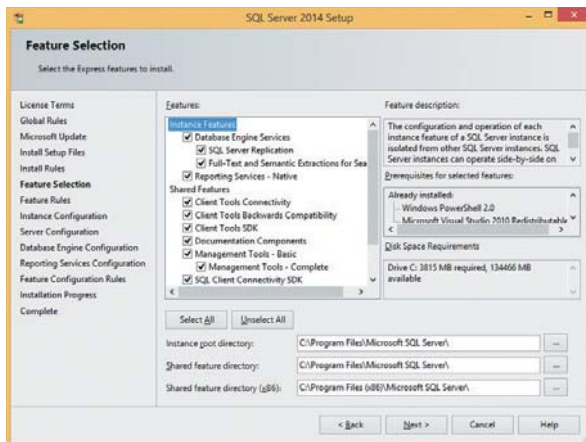 SQL Server 2014 Setup
Feature Selection
Select the Express features to install.
License Terms
Global Rules
Microsoft Update
Install Setup Files
Install Rules
Feature Selection
Feature Rules
Instance Configuration
Server Configuration
Database Engine Configuration
Reporting Services Configuration
Feature Configuration Rules
Installation Progress
Complete
Features:
Instance Features
Database Engine Services
SQL Server Replication
Full-Text and Semantic Extractions for Sea
Reporting Services - Native
Shared Features
Client Tools Connectivity
Client Tools Backwards Compatibility
Client Tools SDK
Documentation Components
Management Tools - Basic
Management Tools - Complete
SQL Client Connectivity SDK
Feature description:
The configuration and operation of each
instance feature of a SQL Server instance is
isolated from other SQL Server instances. SQL
Server instances can operate side-by-side on
Prerequisites for selected features:
Already installed:
Windows PowerShell 2.0
Microsoft Visual Studio 2010 Redistributable
Disk Space Requirements
Drive C: 3815 MB required, 134466 MB
available
Select All
Unselect All
Instance root directory:
C:\Program Files\Microsoft SQL Server\
...
Shared feature directory:
C:\Program Files\Microsoft SQL Server\
...
Shared feature directory (x86):
C:\Program Files (x86)\Microsoft SQL Server\
...
< Back
Next >
Cancel
Help